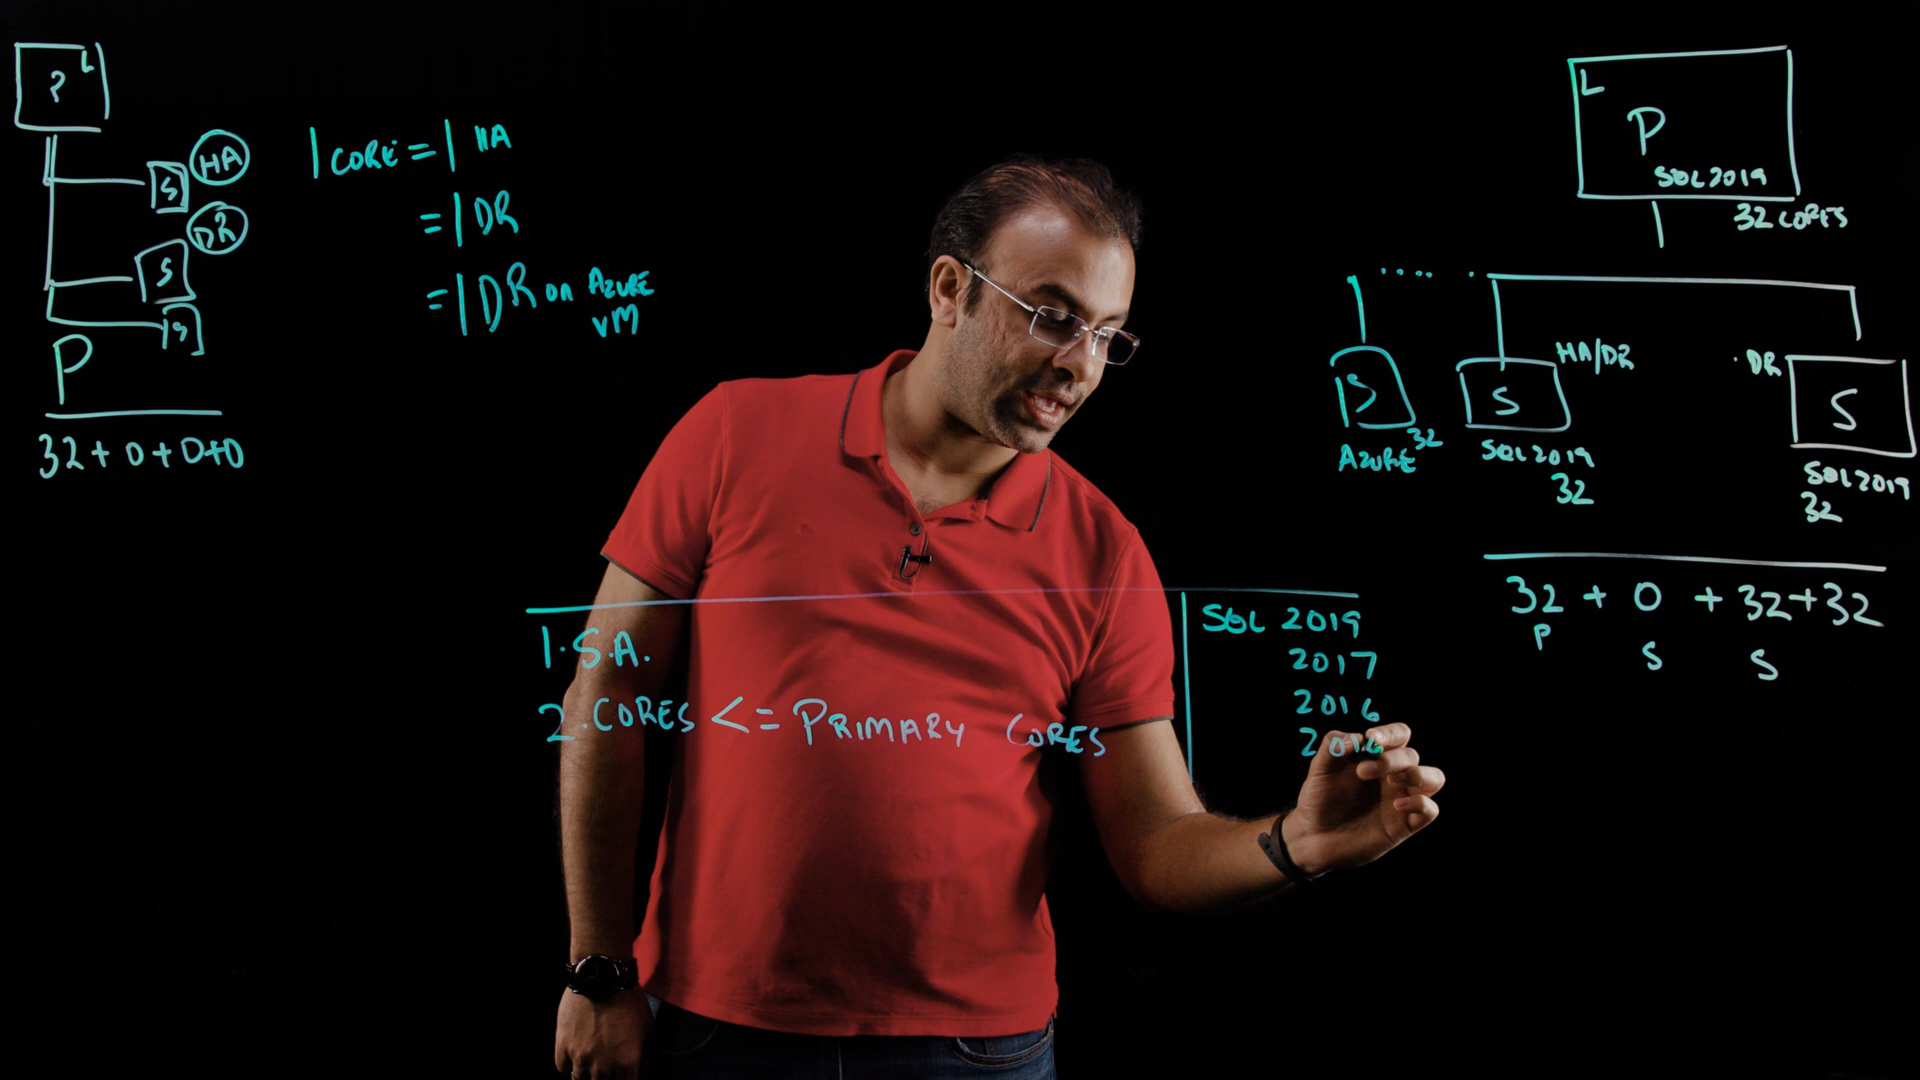 ?
L
S
HA
S
DR
S
P
32 + 0 + 0 + 0
1 CORE = 1 HA
= 1 DR
= 1 DR on AZURE
VM
1. S.A.
2. CORES <= PRIMARY CORES
SQL 2019
2017
2016
L
P
SQL 2019
32 CORES
S
AZURE 32
HA/DR
S
SQL 2019
32
DR
S
SQL 2019
32
32 + 0 + 32 + 32
P
S
S